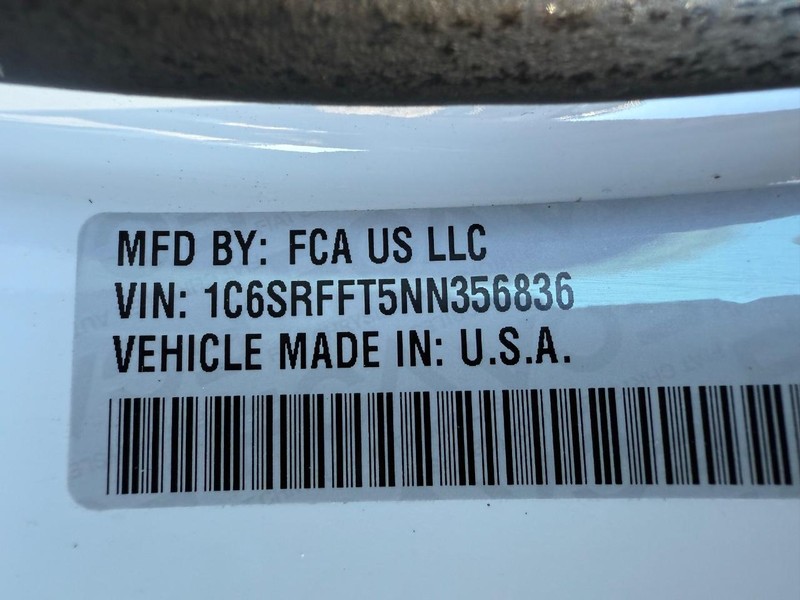 MFD BY: FCA US LLC
VIN: 1C6SRFFT5NN356836
VEHICLE MADE IN: U.S.A.